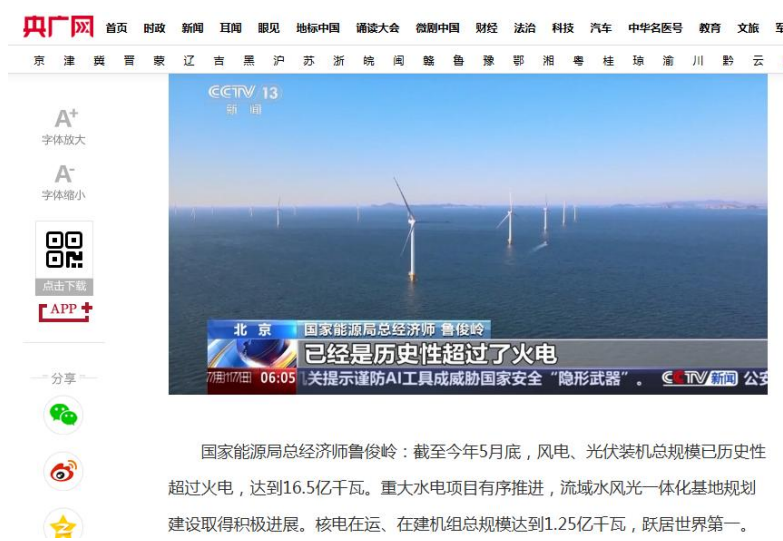 央广网 首页 时政 新闻 耳闻 眼见 地标中国 诵读大会 微剧中国 财经 法治 科技 汽车 中华名医号 教育 文旅
京 津 冀 晋 蒙 辽 吉 黑 沪 苏 浙 皖 闽 赣 鲁 豫 鄂 湘 粤 桂 琼 渝 川 黔 云
CCTV 13
新闻
A+
字体放大
A-
字体缩小
点击下载
APP
分享
北京 国家能源局总经济师 鲁俊岭
已经是历史性超过了火电
06:05 关提示谨防AI工具成威胁国家安全“隐形武器”。 CCTV新闻 公安
国家能源局总经济师鲁俊岭：截至今年5月底，风电、光伏装机总规模已历史性
超过火电，达到16.5亿千瓦。重大水电项目有序推进，流域水风光一体化基地规划
建设取得积极进展。核电在运、在建机组总规模达到1.25亿千瓦，跃居世界第一。